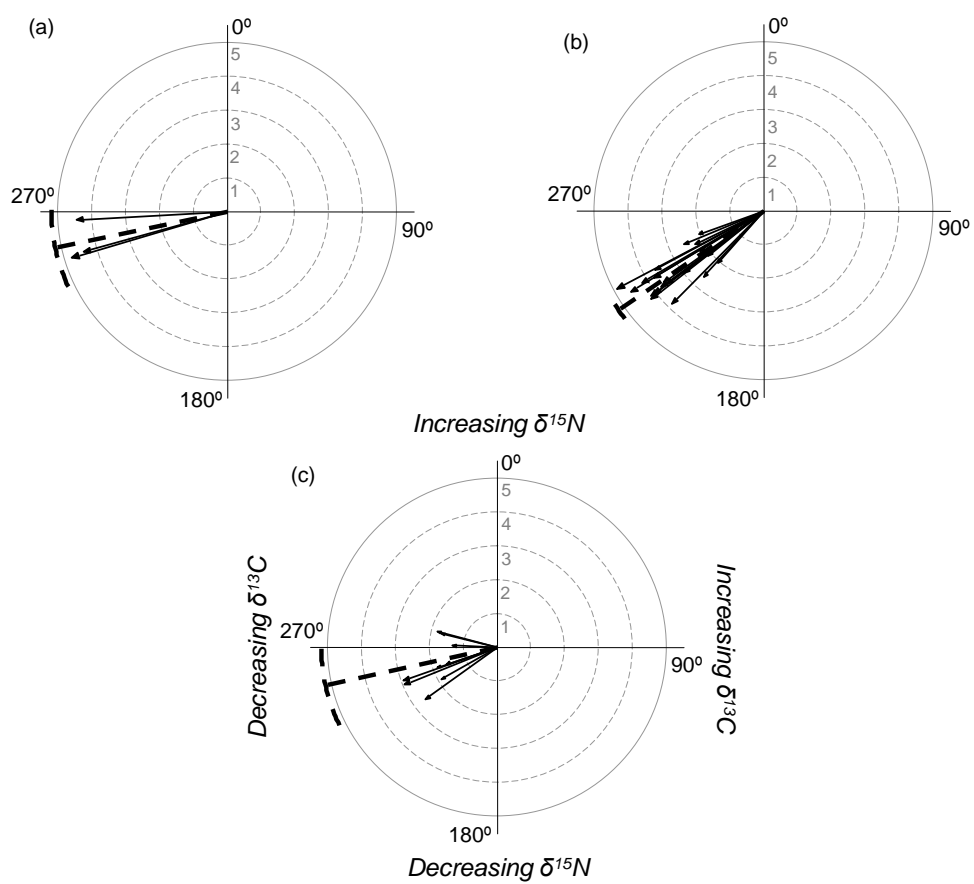 (a)
0º
5
4
3
2
1
270º
90º
180º
(b)
0º
5
4
3
2
1
270º
90º
180º
Increasing δ¹⁵N
(c)
0º
5
4
3
2
1
Decreasing δ¹³C
Increasing δ¹³C
270º
90º
180º
Decreasing δ¹⁵N